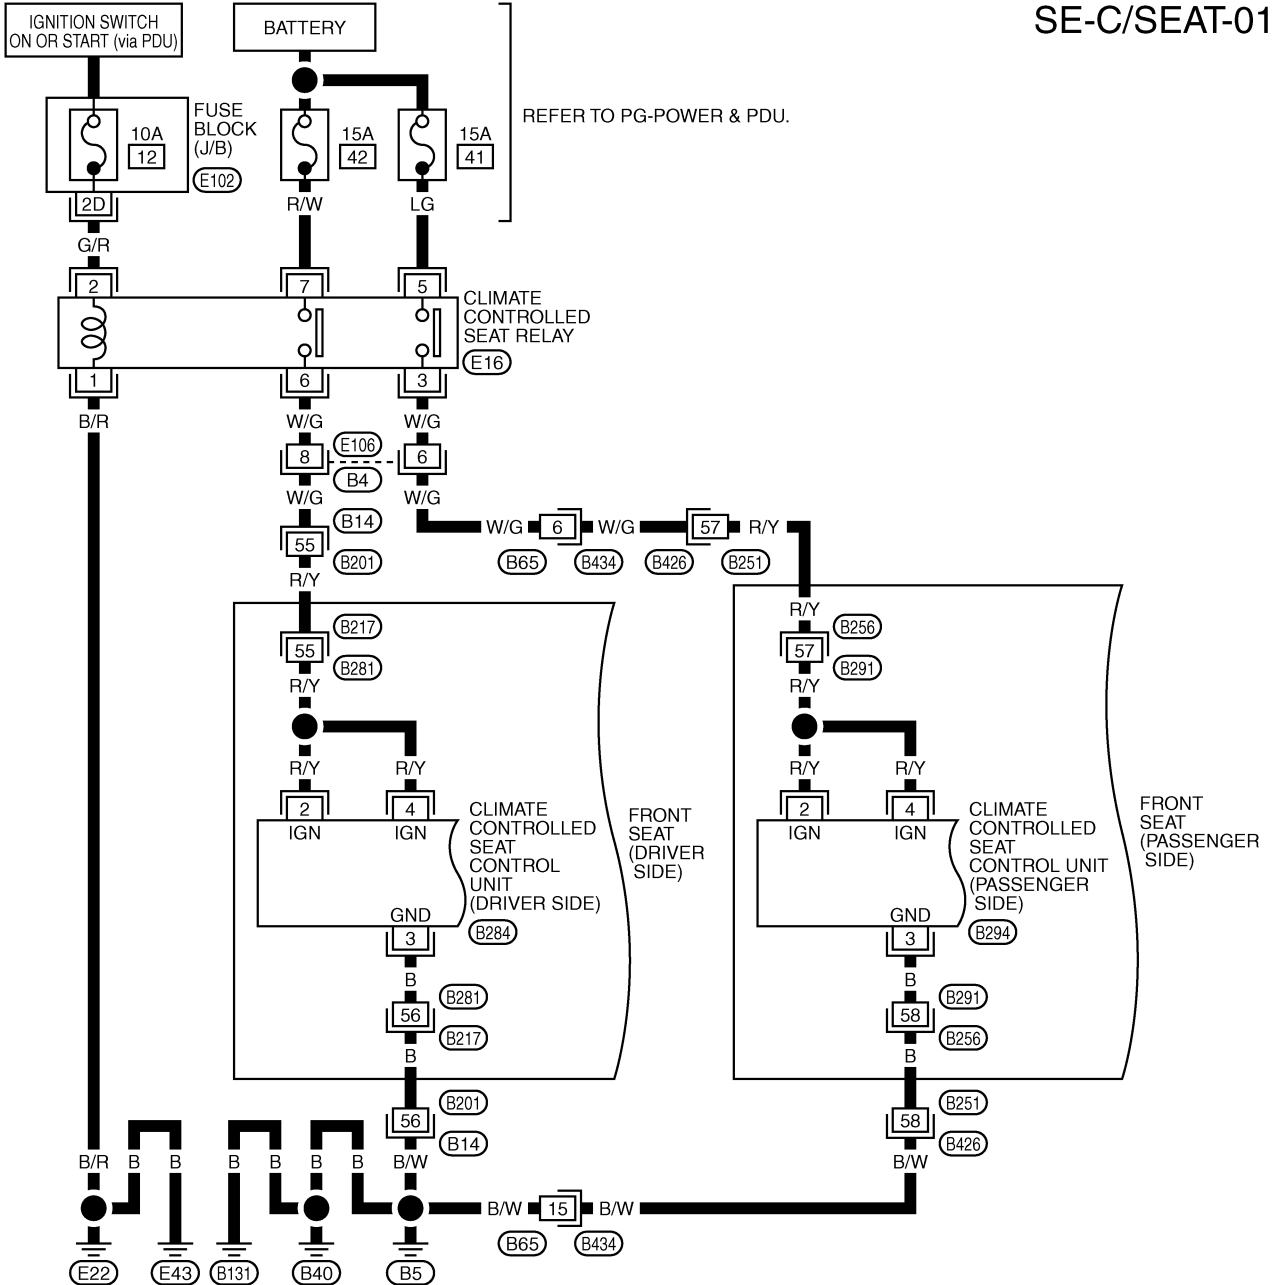 SE-C/SEAT-01
IGNITION SWITCH
ON OR START (via PDU)
BATTERY
FUSE
BLOCK
(J/B)
E102
10A
12
15A
42
15A
41
REFER TO PG-POWER & PDU.
2D
R/W
LG
G/R
2
7
5
CLIMATE
CONTROLLED
SEAT RELAY
E16
1
6
3
B/R
W/G
W/G
8
E106
B4
6
W/G
W/G
B14
55
B201
R/Y
W/G
6
W/G
57
R/Y
B65
B434
B426
B251
B217
55
B281
R/Y
R/Y
B256
57
B291
R/Y
R/Y
R/Y
R/Y
R/Y
2
4
2
4
IGN
IGN
IGN
IGN
CLIMATE
CONTROLLED
SEAT
CONTROL
UNIT
(DRIVER SIDE)
B284
FRONT
SEAT
(DRIVER
SIDE)
CLIMATE
CONTROLLED
SEAT
CONTROL UNIT
(PASSENGER
SIDE)
B294
FRONT
SEAT
(PASSENGER
SIDE)
GND
GND
3
3
B
B
B281
56
B217
B291
58
B256
B
B
B201
56
B14
B251
58
B426
B/R
B
B
B
B
B
B
B/W
B/W
B/W
15
B/W
B65
B434
E22
E43
B131
B40
B5